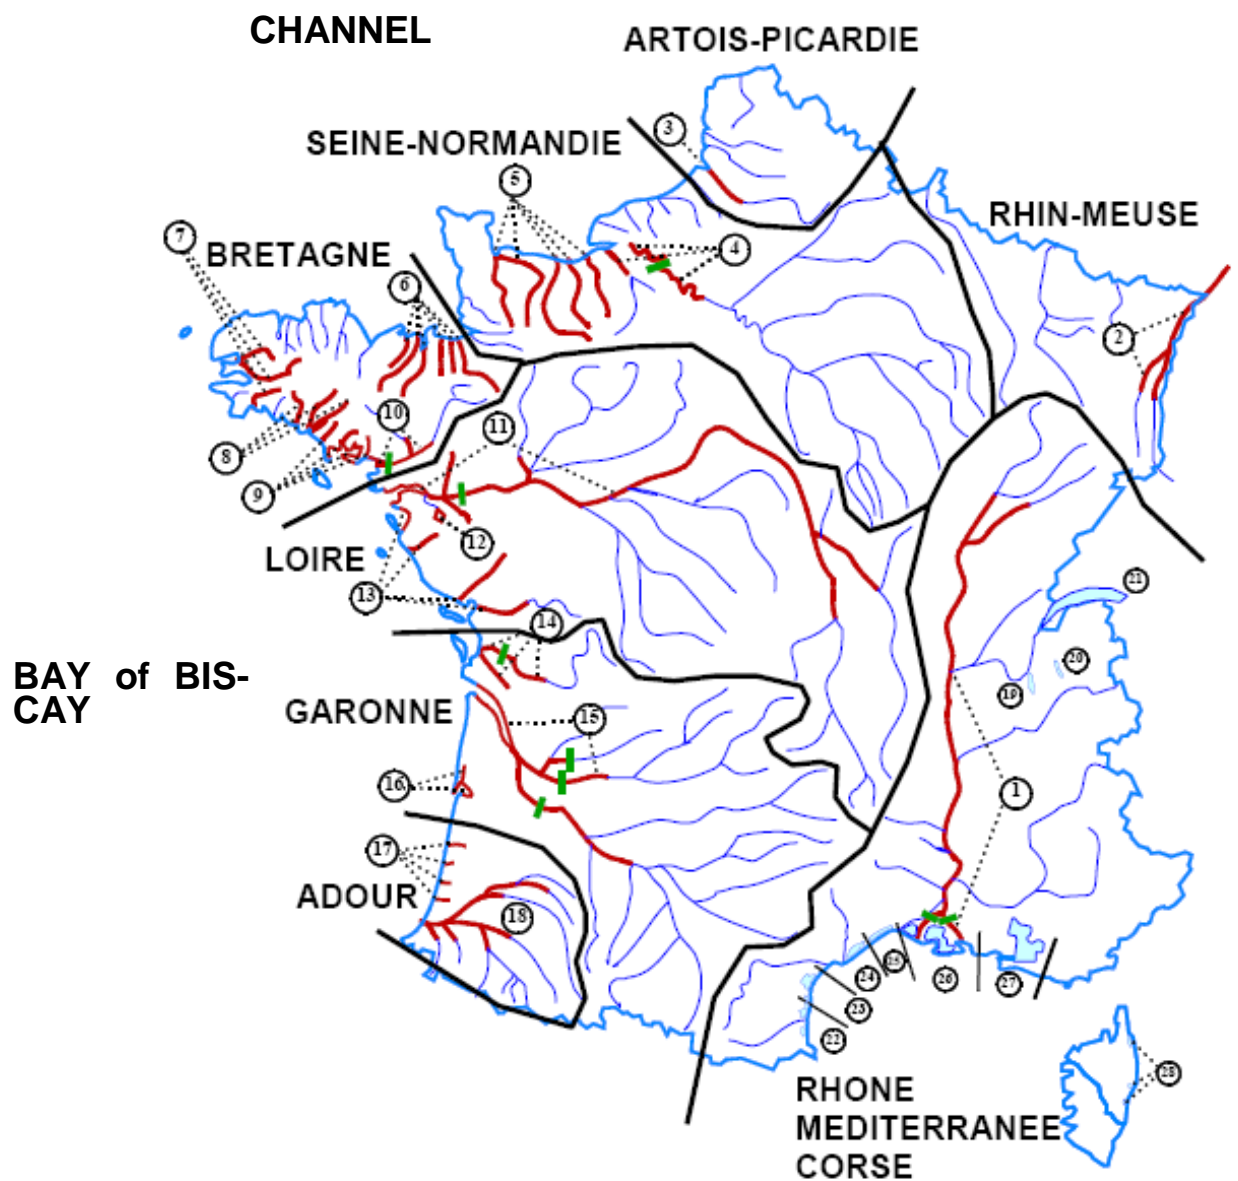 CHANNEL
ARTOIS-PICARDIE
3
SEINE-NORMANDIE
5
RHIN-MEUSE
7
BRETAGNE
4
6
2
10
11
8
9
12
LOIRE
21
13
14
20
BAY of BIS-
CAY
19
GARONNE
15
16
1
17
ADOUR
18
24
25
26
27
23
22
28
RHONE
MEDITERRANEE
CORSE